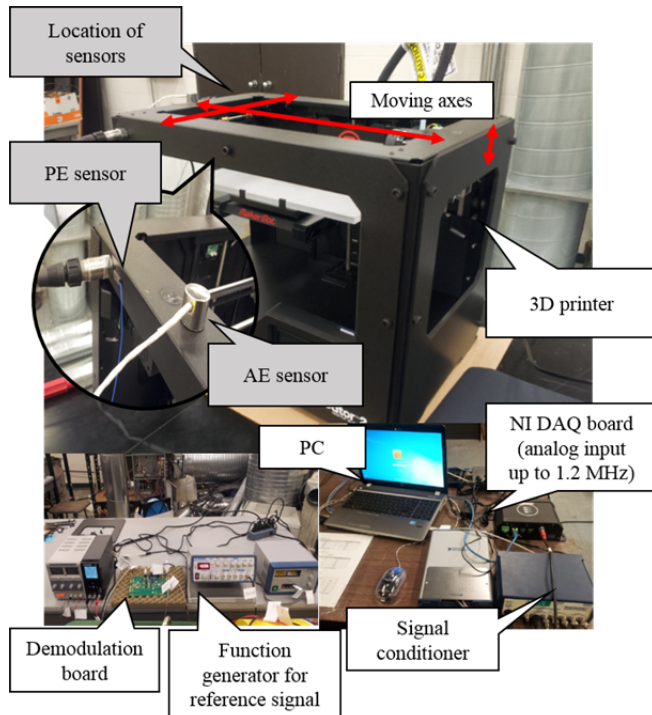 Location of
sensors
Moving axes
PE sensor
MakerBot
3D printer
AE sensor
PC
NI DAQ board
(analog input
up to 1.2 MHz)
Demodulation
board
Function
generator for
reference signal
Signal
conditioner